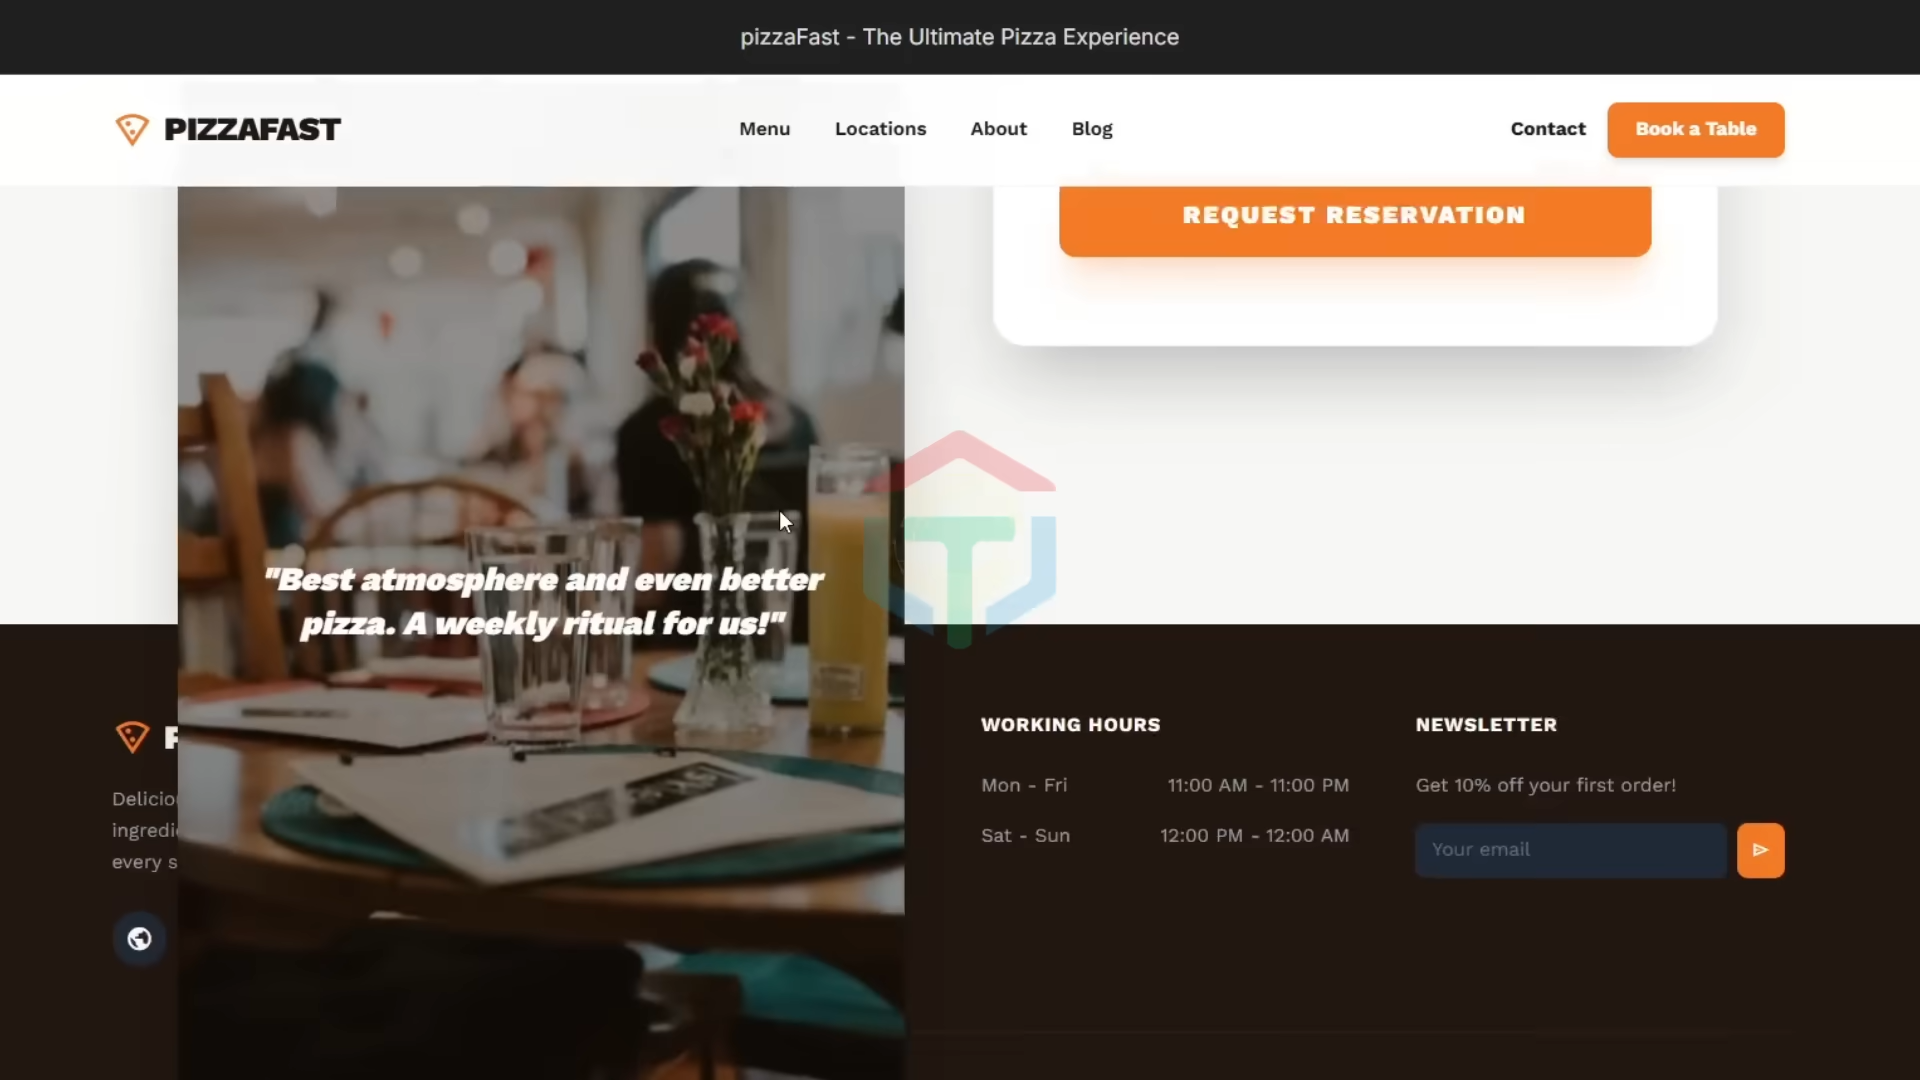 pizzaFast - The Ultimate Pizza Experience
PIZZAFAST
Menu
Locations
About
Blog
Contact
Book a Table
REQUEST RESERVATION
"Best atmosphere and even better
pizza. A weekly ritual for us!"
WORKING HOURS
Mon - Fri
11:00 AM - 11:00 PM
Sat - Sun
12:00 PM - 12:00 AM
NEWSLETTER
Get 10% off your first order!
Your email
every s